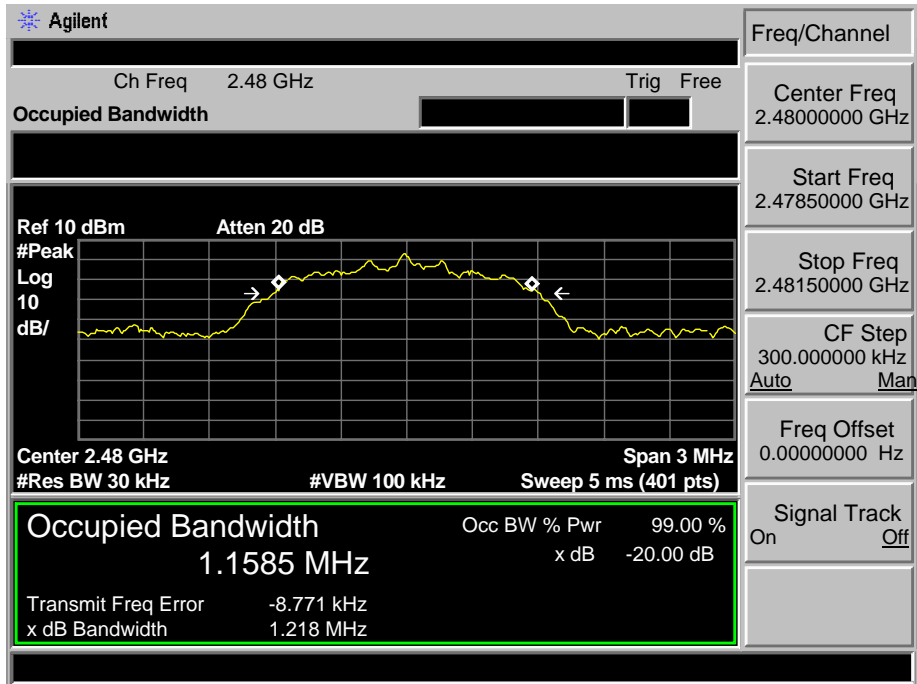 Agilent
Freq/Channel
Ch Freq 2.48 GHz Trig Free
Occupied Bandwidth
Center Freq
2.48000000 GHz
Start Freq
2.47850000 GHz
Stop Freq
2.48150000 GHz
CF Step
300.000000 kHz
Auto Man
Freq Offset
0.00000000 Hz
Signal Track
On Off
Ref 10 dBm Atten 20 dB
#Peak
Log
10
dB/
Center 2.48 GHz Span 3 MHz
#Res BW 30 kHz #VBW 100 kHz Sweep 5 ms (401 pts)
Occupied Bandwidth Occ BW % Pwr 99.00 %
1.1585 MHz x dB -20.00 dB
Transmit Freq Error -8.771 kHz
x dB Bandwidth 1.218 MHz